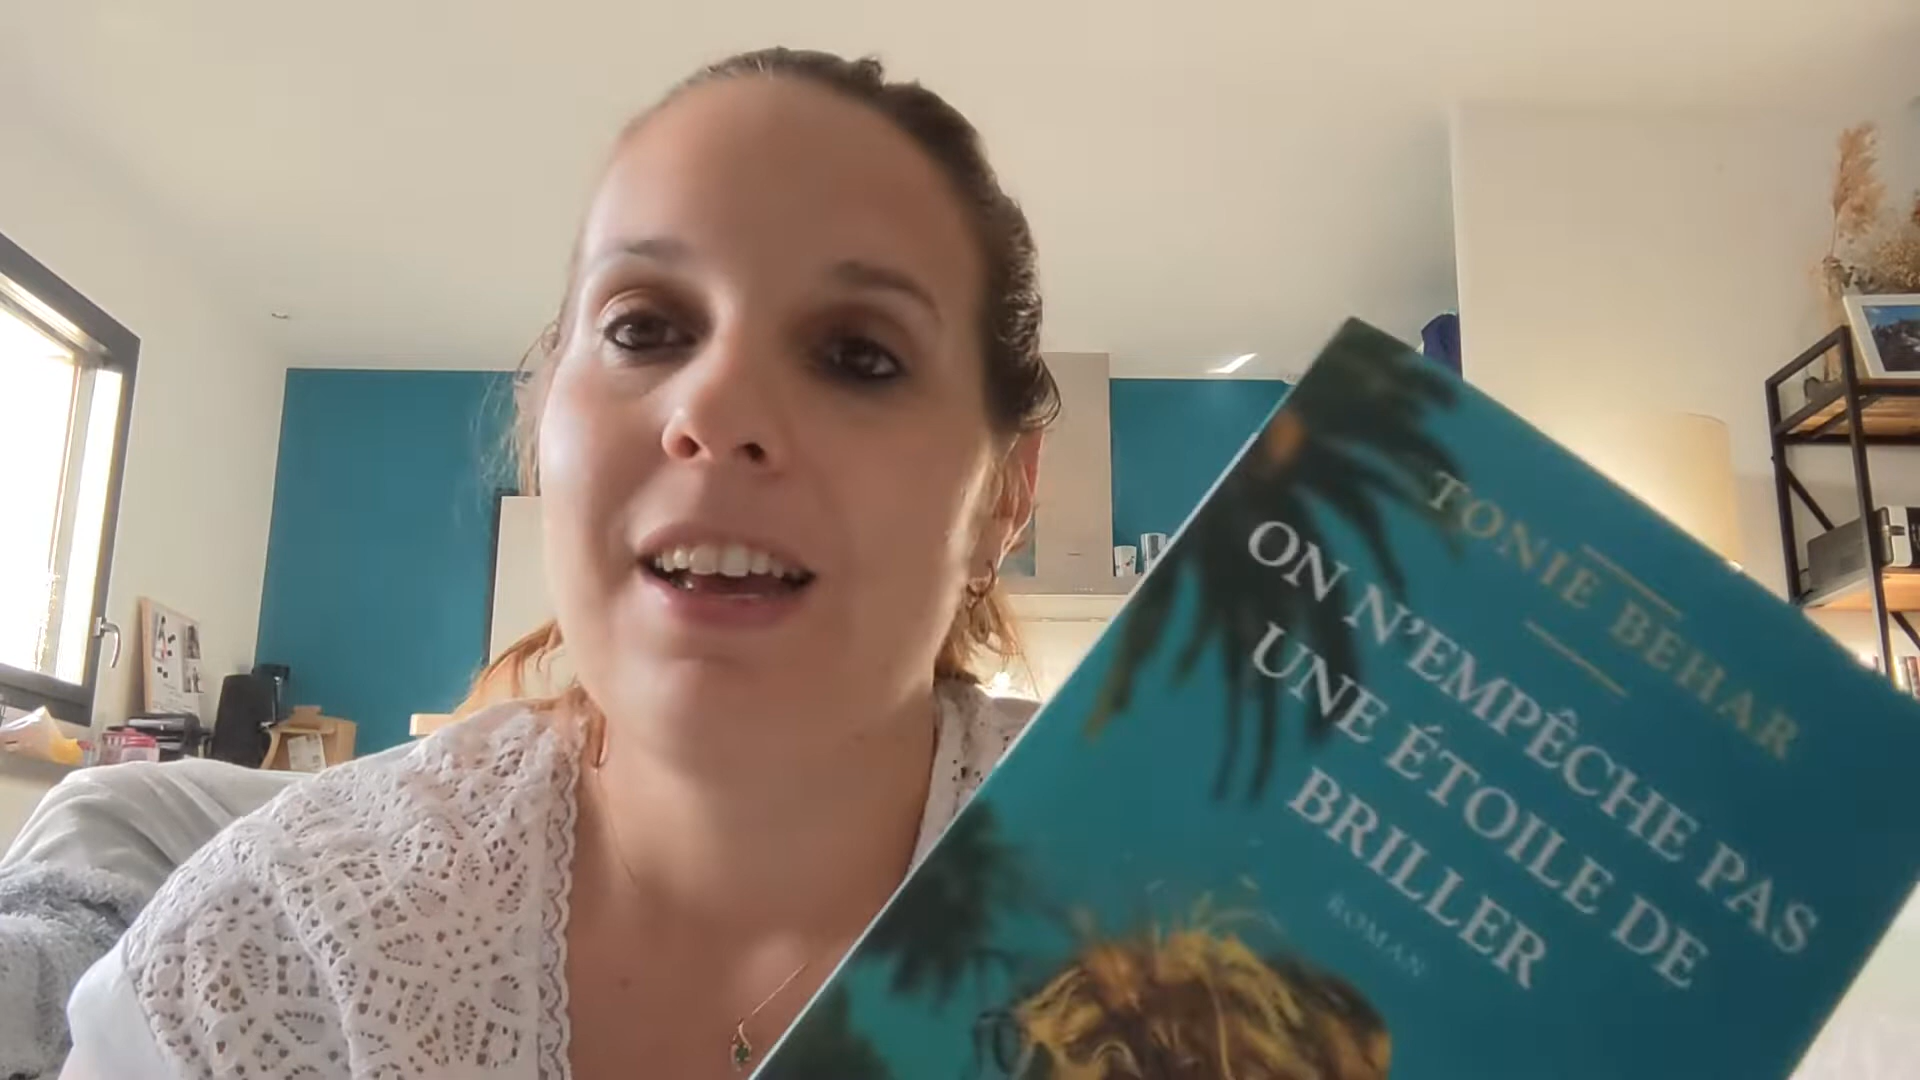 TONIE BEHAR
ON N'EMPÊCHE PAS
UNE ÉTOILE DE
BRILLER
ROMAN